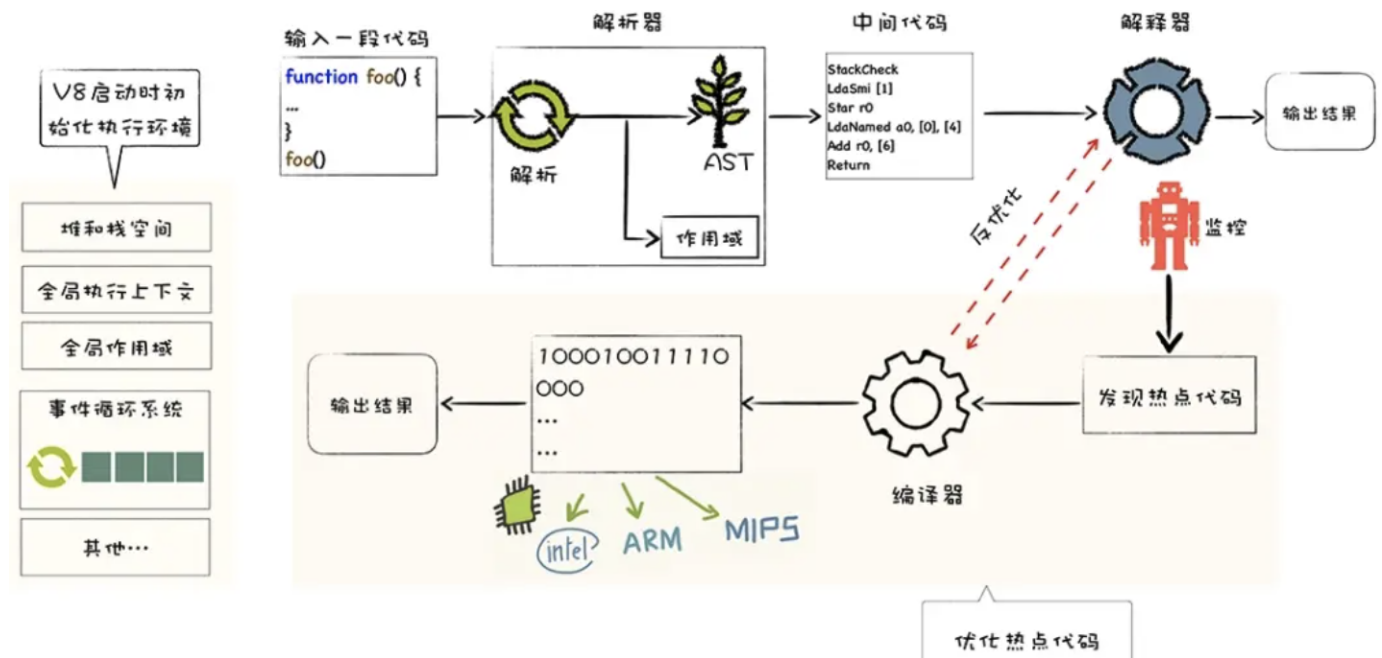 V8启动时初
始化执行环境
堆和栈空间
全局执行上下文
全局作用域
事件循环系统
其他…
输入一段代码
function foo() {
...
}
foo()
解析器
解析
AST
作用域
中间代码
StackCheck
LdaSmi [1]
Star r0
LdaNamed a0, [0], [4]
Add r0, [6]
Return
解释器
输出结果
反优化
监控
发现热点代码
编译器
10001001111​0
000
...
...
输出结果
intel
ARM
MIPS
优化热点代码